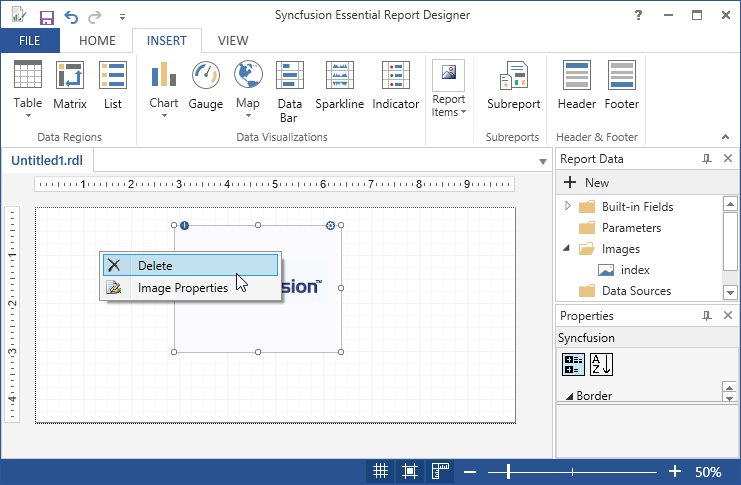 Syncfusion Essential Report Designer
FILE HOME INSERT VIEW
Table Matrix List Chart Gauge Map Data Bar Sparkline Indicator Report Items Subreport Header Footer
Data Regions Data Visualizations Subreports Header & Footer
Untitled1.rdl
1 2 3 4 5 6 7 8 9
1
2
3
4
Delete
Image Properties
sion™
Report Data
New
Built-in Fields
Parameters
Images
index
Data Sources
Properties
Syncfusion
A
Z
Border
50%